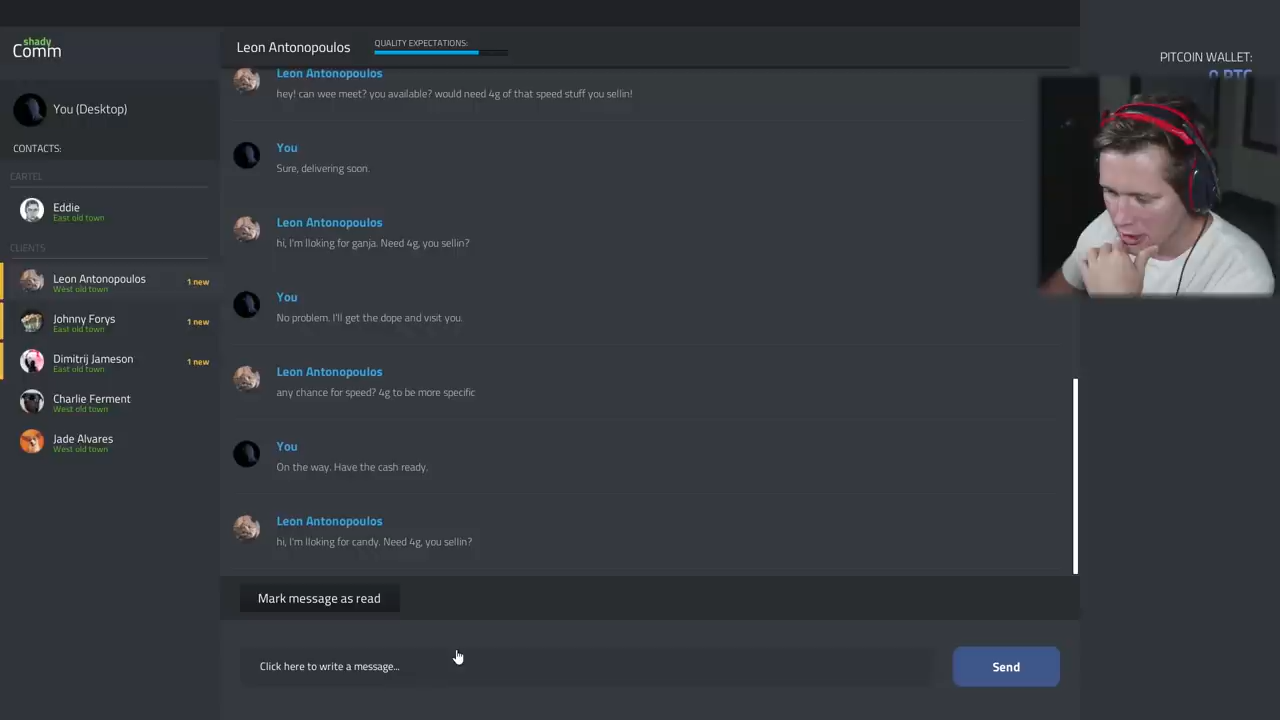 shady
Comm
You (Desktop)
CONTACTS:
CARTEL
Eddie
East old town
CLIENTS
Leon Antonopoulos
West old town
1 new
Johnny Forys
East old town
1 new
Dimitrij Jameson
East old town
1 new
Charlie Ferment
West old town
Jade Alvares
West old town
Leon Antonopoulos
QUALITY EXPECTATIONS:
Leon Antonopoulos
hey! can wee meet? you available? would need 4g of that speed stuff you sellin!
You
Sure, delivering soon.
Leon Antonopoulos
hi, I'm lloking for ganja. Need 4g, you sellin?
You
No problem. I'll get the dope and visit you.
Leon Antonopoulos
any chance for speed? 4g to be more specific
You
On the way. Have the cash ready.
Leon Antonopoulos
hi, I'm lloking for candy. Need 4g, you sellin?
Mark message as read
Click here to write a message...
Send
PITCOIN WALLET: